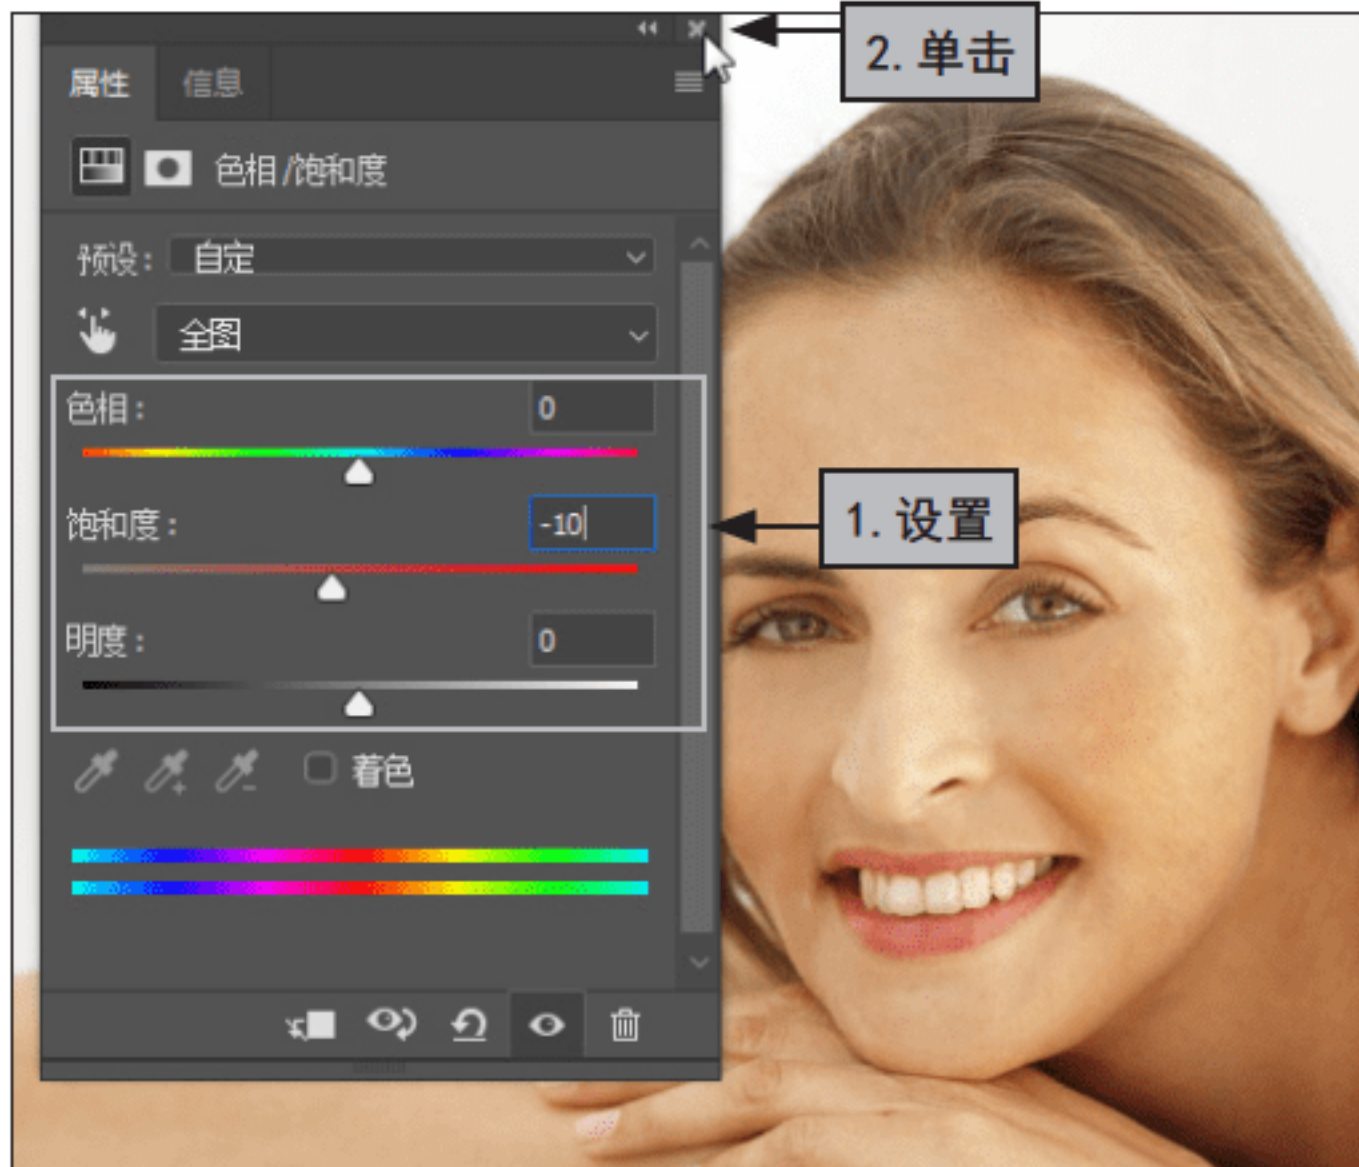 2. 单击
属性 信息
色相/饱和度
预设： 自定
全图
色相： 0
饱和度： -10
1. 设置
明度： 0
着色